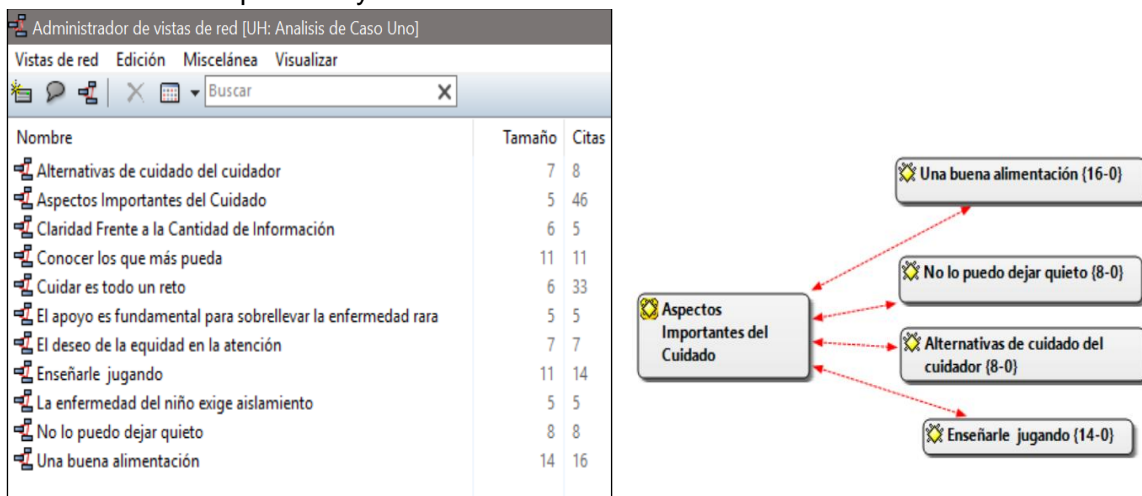 Administrador de vistas de red [UH: Analisis de Caso Uno]
Vistas de red Edición Miscelánea Visualizar
Buscar
Nombre Tamaño Citas
Alternativas de cuidado del cuidador 7 8
Aspectos Importantes del Cuidado 5 46
Claridad Frente a la Cantidad de Información 6 5
Conocer los que más pueda 11 11
Cuidar es todo un reto 6 33
El apoyo es fundamental para sobrellevar la enfermedad rara 5 5
El deseo de la equidad en la atención 7 7
Enseñarle jugando 11 14
La enfermedad del niño exige aislamiento 5 5
No lo puedo dejar quieto 8 8
Una buena alimentación 14 16
Aspectos
Importantes del
Cuidado
Una buena alimentación {16-0}
No lo puedo dejar quieto {8-0}
Alternativas de cuidado del
cuidador {8-0}
Enseñarle jugando {14-0}